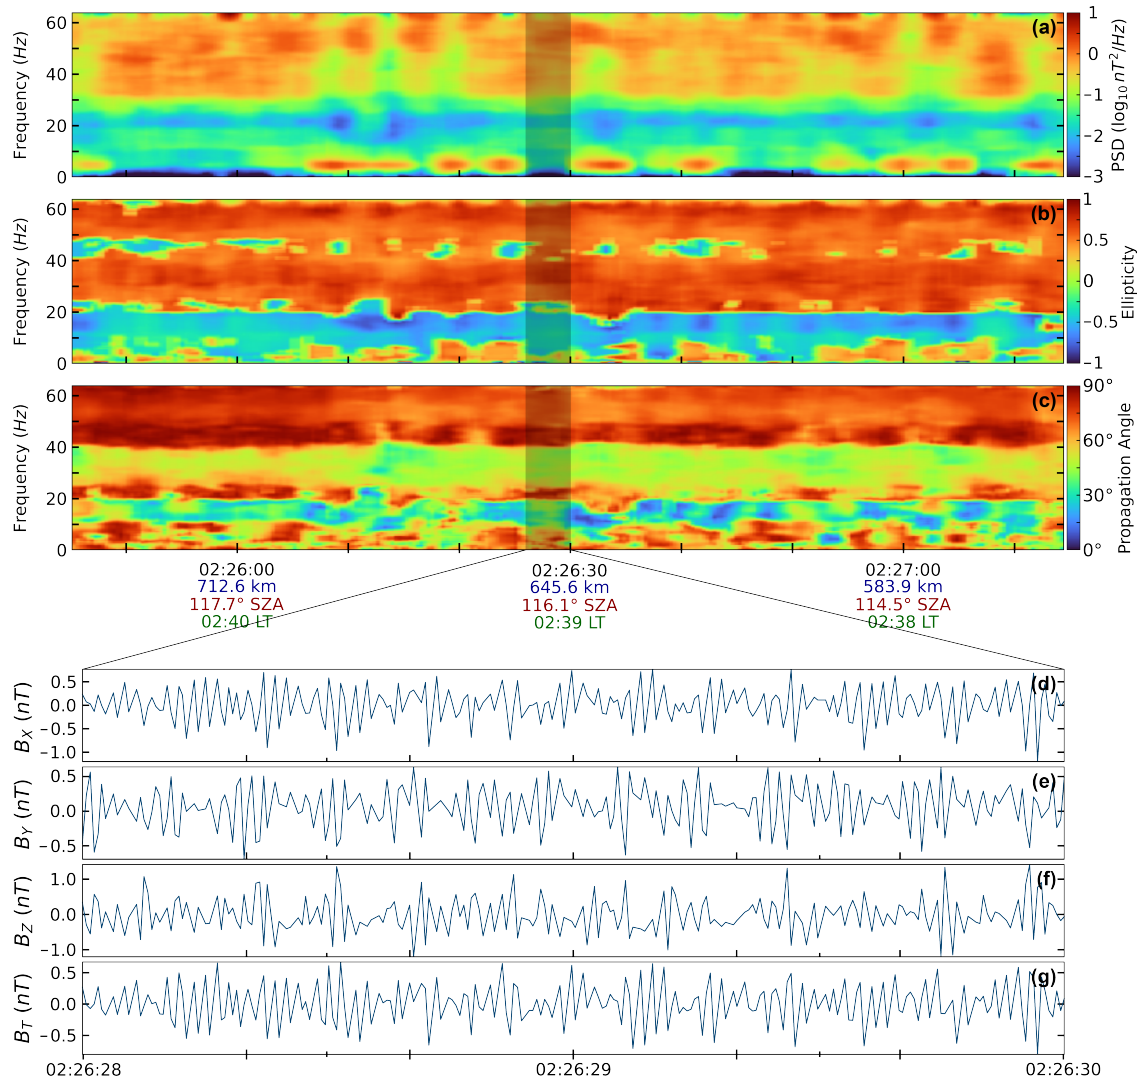 (a)
Frequency (Hz)
60
40
20
0
1
0
−1
−2
−3
PSD (log₁₀ nT²/Hz)
(b)
Frequency (Hz)
60
40
20
0
1
0.5
0
−0.5
−1
Ellipticity
(c)
Frequency (Hz)
60
40
20
0
90°
60°
30°
0°
Propagation Angle
02:26:00 02:26:30 02:27:00
712.6 km 645.6 km 583.9 km
117.7° SZA 116.1° SZA 114.5° SZA
02:40 LT 02:39 LT 02:38 LT
(d)
B_X (nT)
0.5
0.0
−0.5
−1.0
(e)
B_Y (nT)
0.5
0.0
−0.5
(f)
B_Z (nT)
1.0
0.0
−1.0
(g)
B_T (nT)
0.5
0.0
−0.5
02:26:28 02:26:29 02:26:30